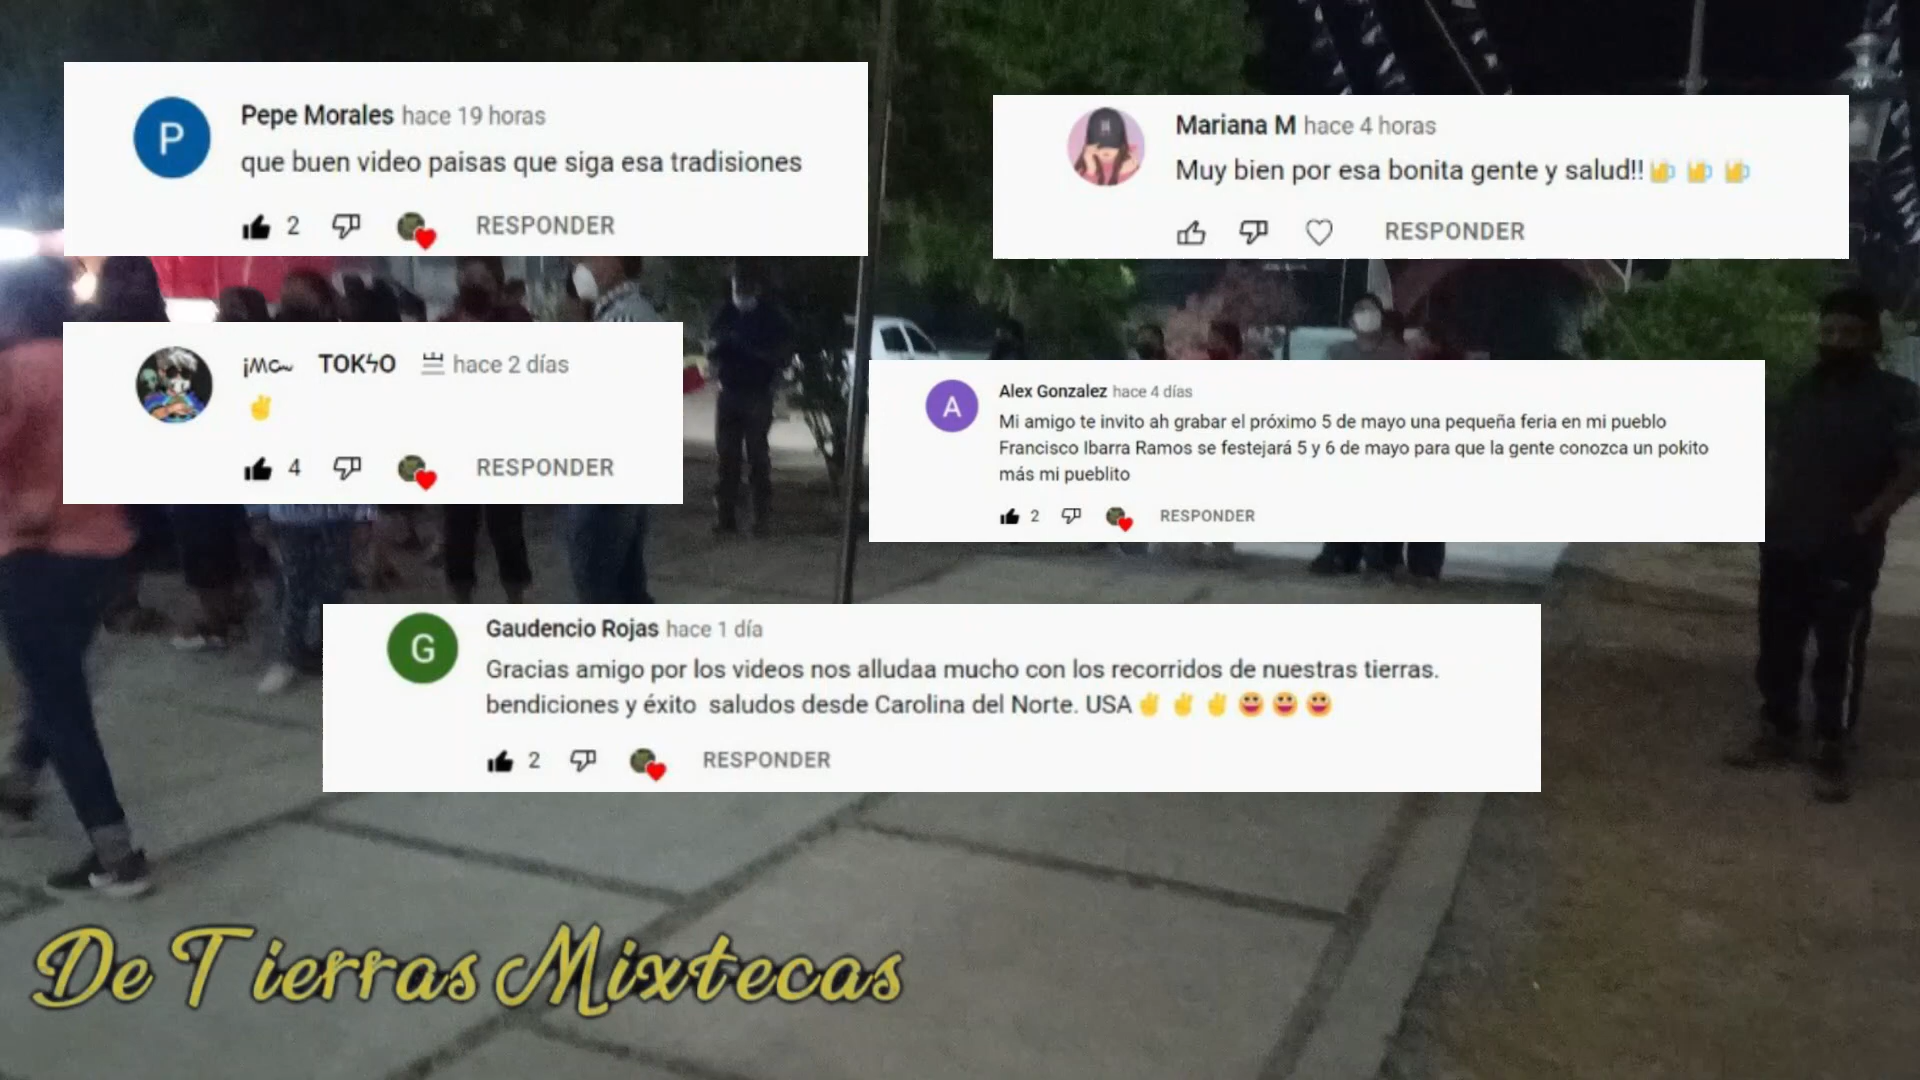 P
Pepe Morales hace 19 horas
que buen video paisas que siga esa tradisiones
2 RESPONDER
Mariana M hace 4 horas
Muy bien por esa bonita gente y salud!!🍺 🍺 🍺
RESPONDER
TOKϟO 亗 hace 2 días
✌
4 RESPONDER
A
Alex Gonzalez hace 4 días
Mi amigo te invito ah grabar el próximo 5 de mayo una pequeña feria en mi pueblo
Francisco Ibarra Ramos se festejará 5 y 6 de mayo para que la gente conozca un pokito
más mi pueblito
2 RESPONDER
G
Gaudencio Rojas hace 1 día
Gracias amigo por los videos nos alludaa mucho con los recorridos de nuestras tierras.
bendiciones y éxito saludos desde Carolina del Norte. USA✌ ✌ ✌ 😀 😀 😀
2 RESPONDER
De Tierras Mixtecas